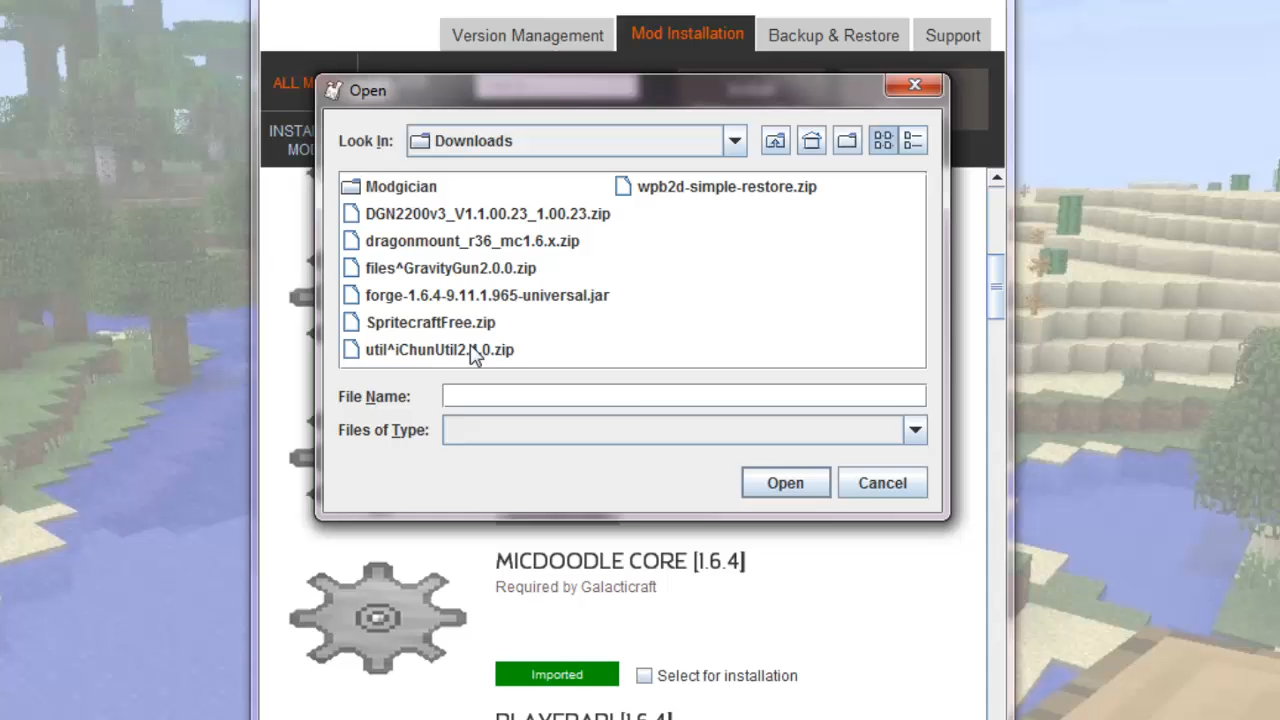 Version Management
Mod Installation
Backup & Restore
Support
ALL M
INSTA
MO
Open
Look In:
Downloads
Modgician
wpb2d-simple-restore.zip
DGN2200v3_V1.1.00.23_1.00.23.zip
dragonmount_r36_mc1.6.x.zip
files^GravityGun2.0.0.zip
forge-1.6.4-9.11.1.965-universal.jar
SpritecraftFree.zip
File Name:
Files of Type:
Open
Cancel
MICDOODLE CORE [1.6.4]
Required by Galacticraft
Imported
Select for installation